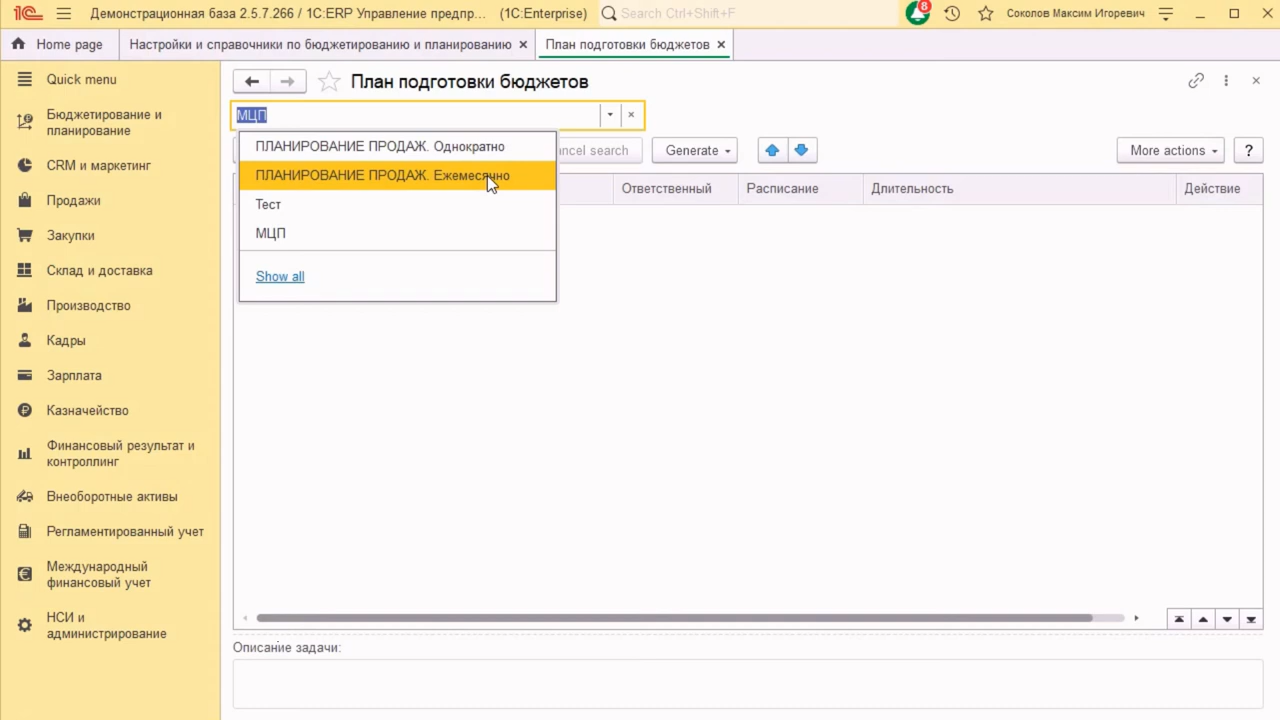 Демонстрационная база 2.5.7.266 / 1С:ERP Управление предпр... (1C:Enterprise)
Search Ctrl+Shift+F
8
Соколов Максим Игоревич
Home page
Настройки и справочники по бюджетированию и планированию
План подготовки бюджетов
Quick menu
Бюджетирование и
планирование
CRM и маркетинг
Продажи
Закупки
Склад и доставка
Производство
Кадры
Зарплата
Казначейство
Финансовый результат и
контроллинг
Внеоборотные активы
Регламентированный учет
Международный
финансовый учет
НСИ и
администрирование
План подготовки бюджетов
МЦП
ПЛАНИРОВАНИЕ ПРОДАЖ. Однократно
ПЛАНИРОВАНИЕ ПРОДАЖ. Ежемесячно
Тест
МЦП
Show all
ncel search
Generate
More actions
?
Ответственный
Расписание
Длительность
Действие
Описание задачи: